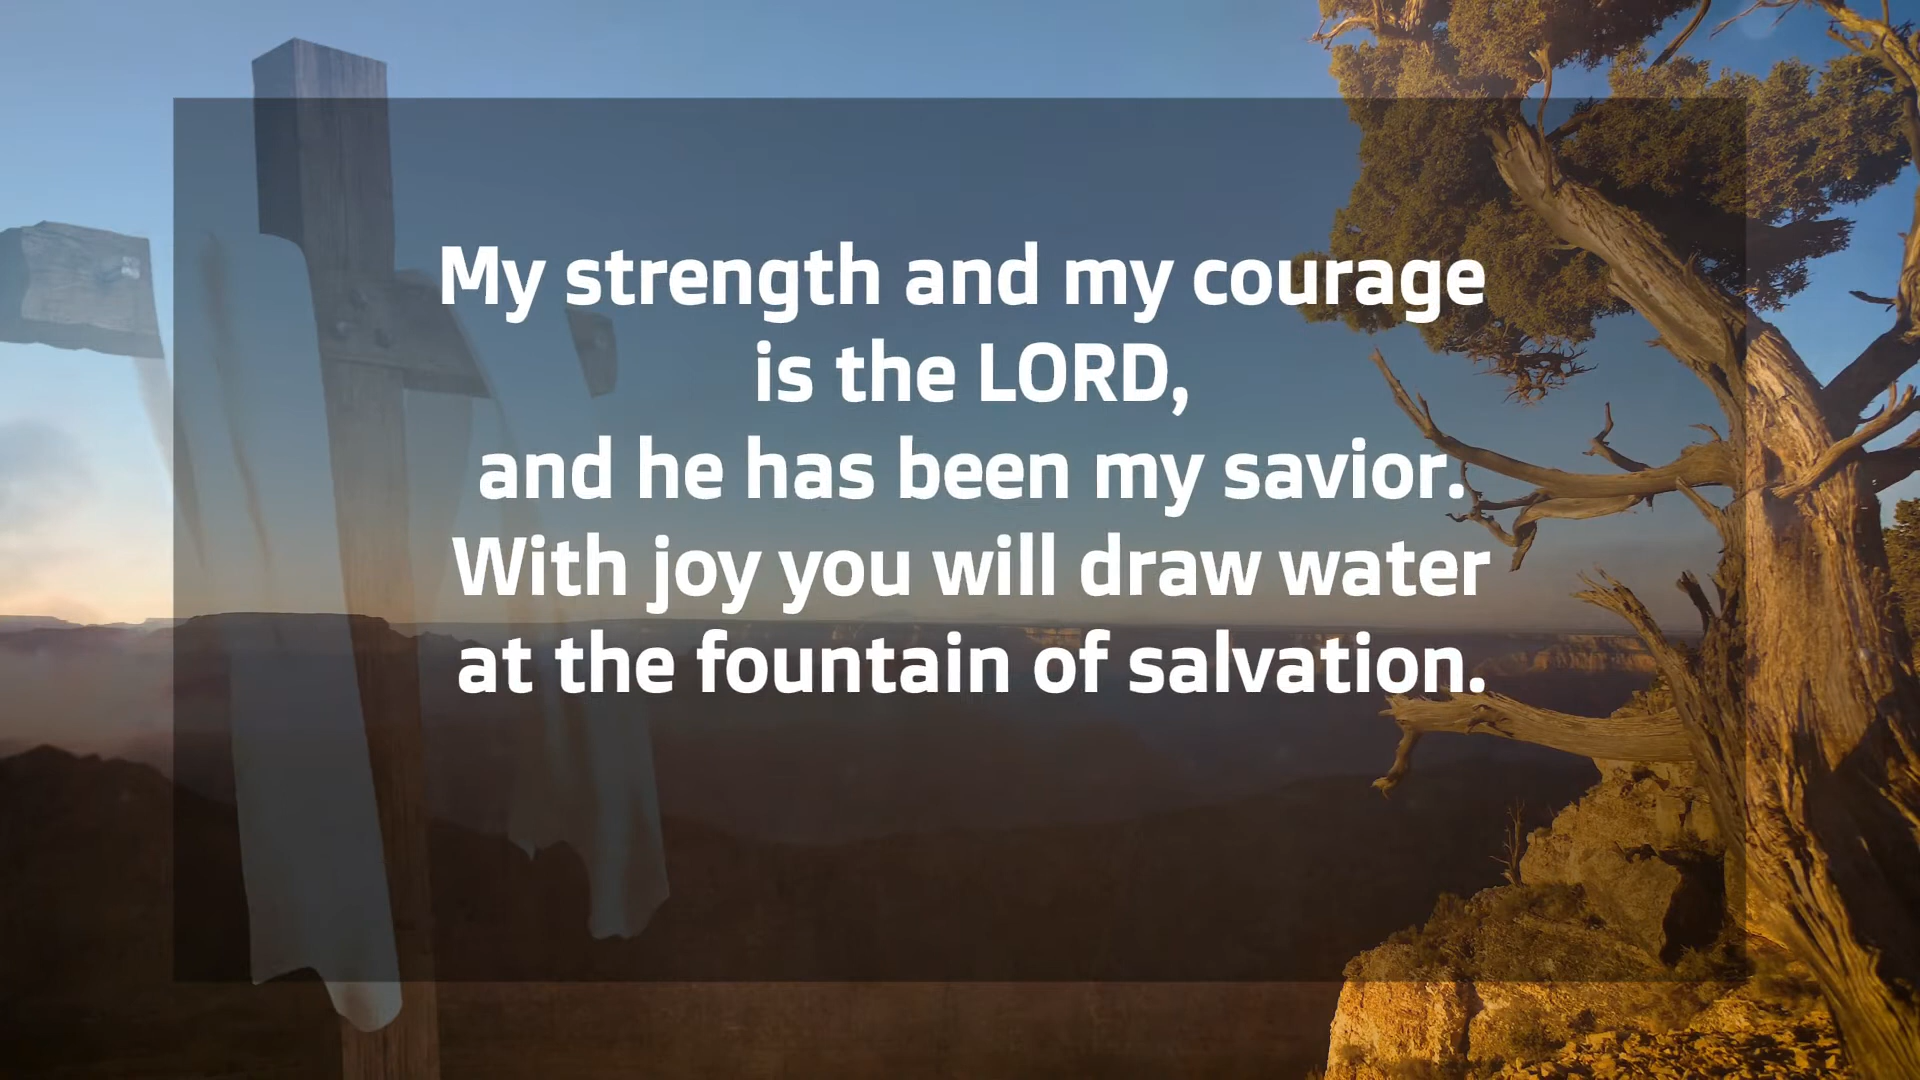 My strength and my courage
is the LORD,
and he has been my savior.
With joy you will draw water
at the fountain of salvation.